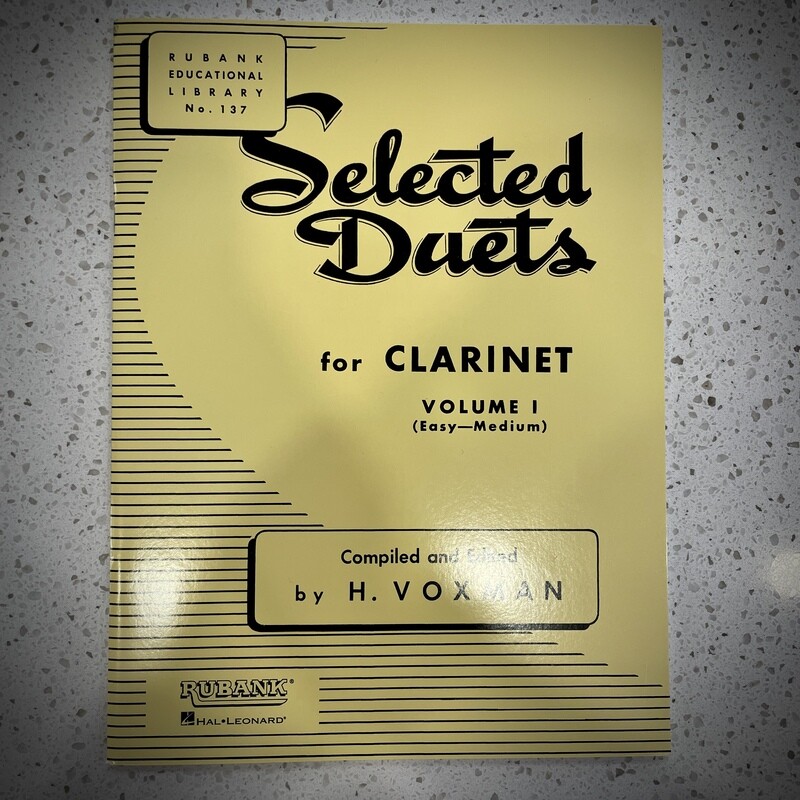 RUBANK
EDUCATIONAL
LIBRARY
No. 137
Selected
Duets
for CLARINET
VOLUME I
(Easy—Medium)
Compiled and Edited
by H. VOXMAN
RUBANK®
HAL•LEONARD®